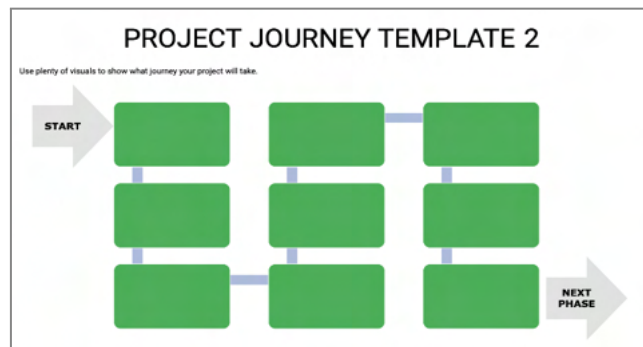 PROJECT JOURNEY TEMPLATE 2
Use plenty of visuals to show what journey your project will take.
START
NEXT
PHASE